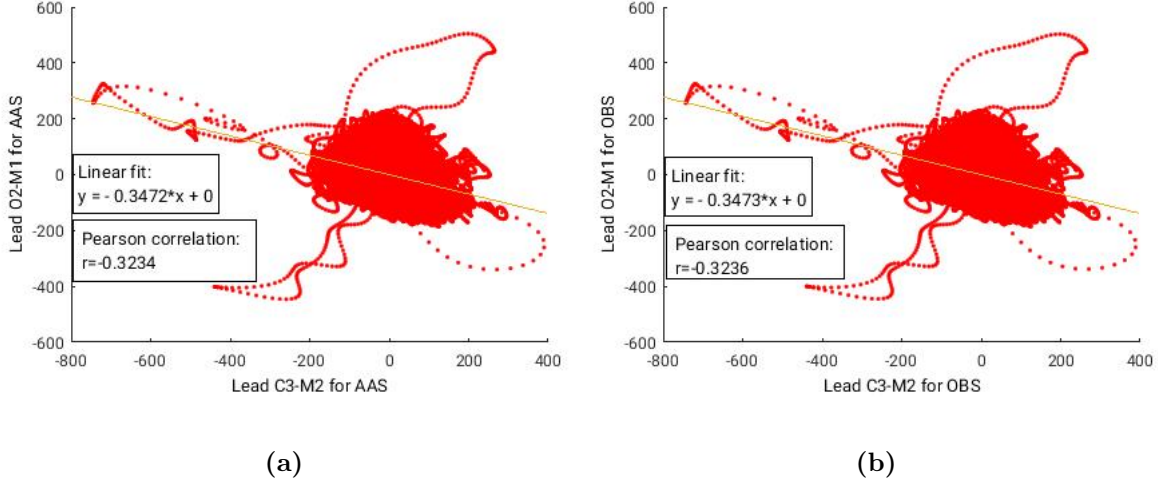 600
400
200
0
-200
-400
-600
-800
-600
-400
-200
0
200
400
Lead O2-M1 for AAS
Lead C3-M2 for AAS
Linear fit:
y = - 0.3472*x + 0
Pearson correlation:
r=-0.3234
(a)
600
400
200
0
-200
-400
-600
-800
-600
-400
-200
0
200
400
Lead O2-M1 for OBS
Lead C3-M2 for OBS
Linear fit:
y = - 0.3473*x + 0
Pearson correlation:
r=-0.3236
(b)